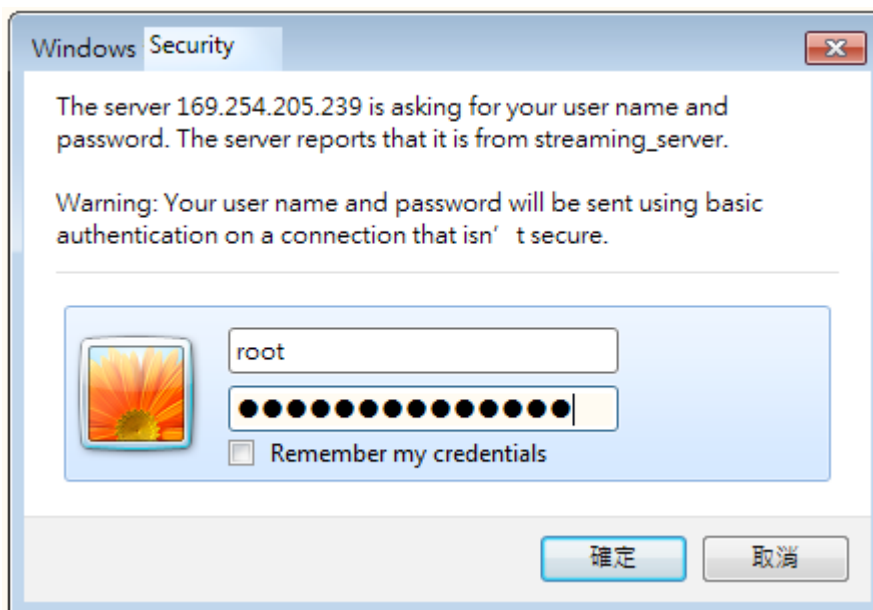 Windows Security
The server 169.254.205.239 is asking for your user name and
password. The server reports that it is from streaming_server.
Warning: Your user name and password will be sent using basic
authentication on a connection that isn’ t secure.
root
●●●●●●●●●●●●●●
Remember my credentials
確定
取消